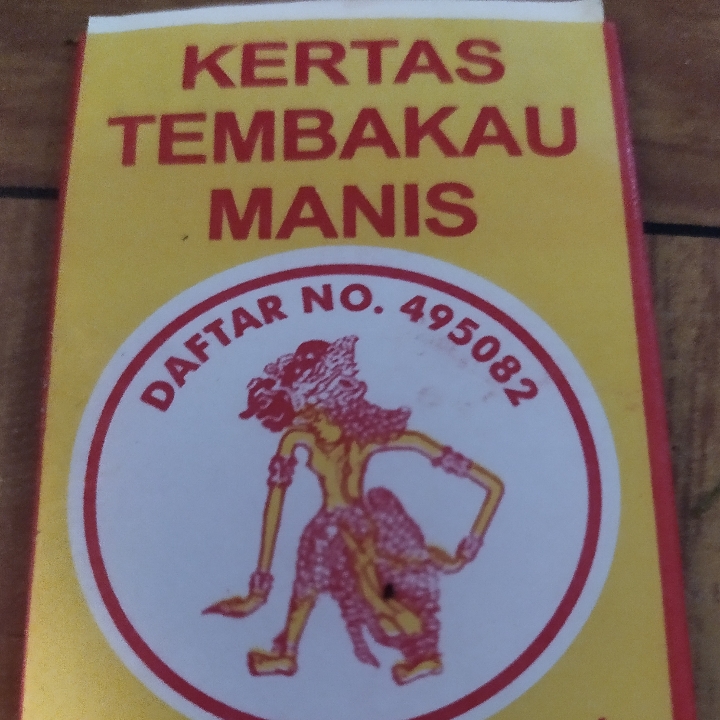 KERTAS
TEMBAKAU
MANIS
DAFTAR NO. 495082